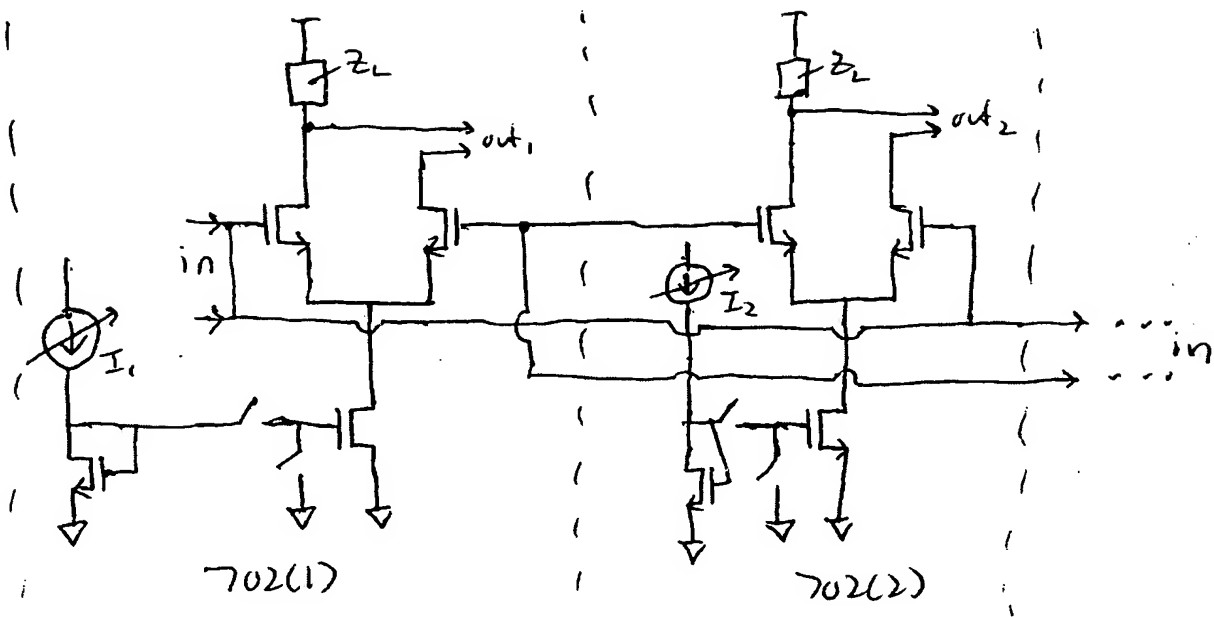 Z_L
Z_L
out_1
out_2
in
I_1
I_2
in
702(1)
702(2)